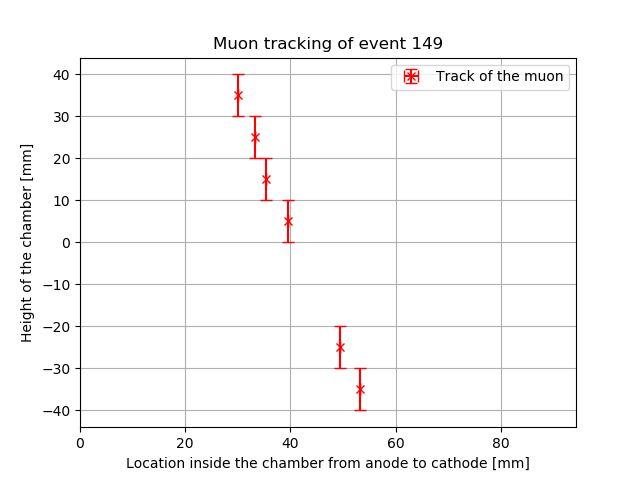 Muon tracking of event 149
Track of the muon
Height of the chamber [mm]
40
30
20
10
0
−10
−20
−30
−40
0 20 40 60 80
Location inside the chamber from anode to cathode [mm]